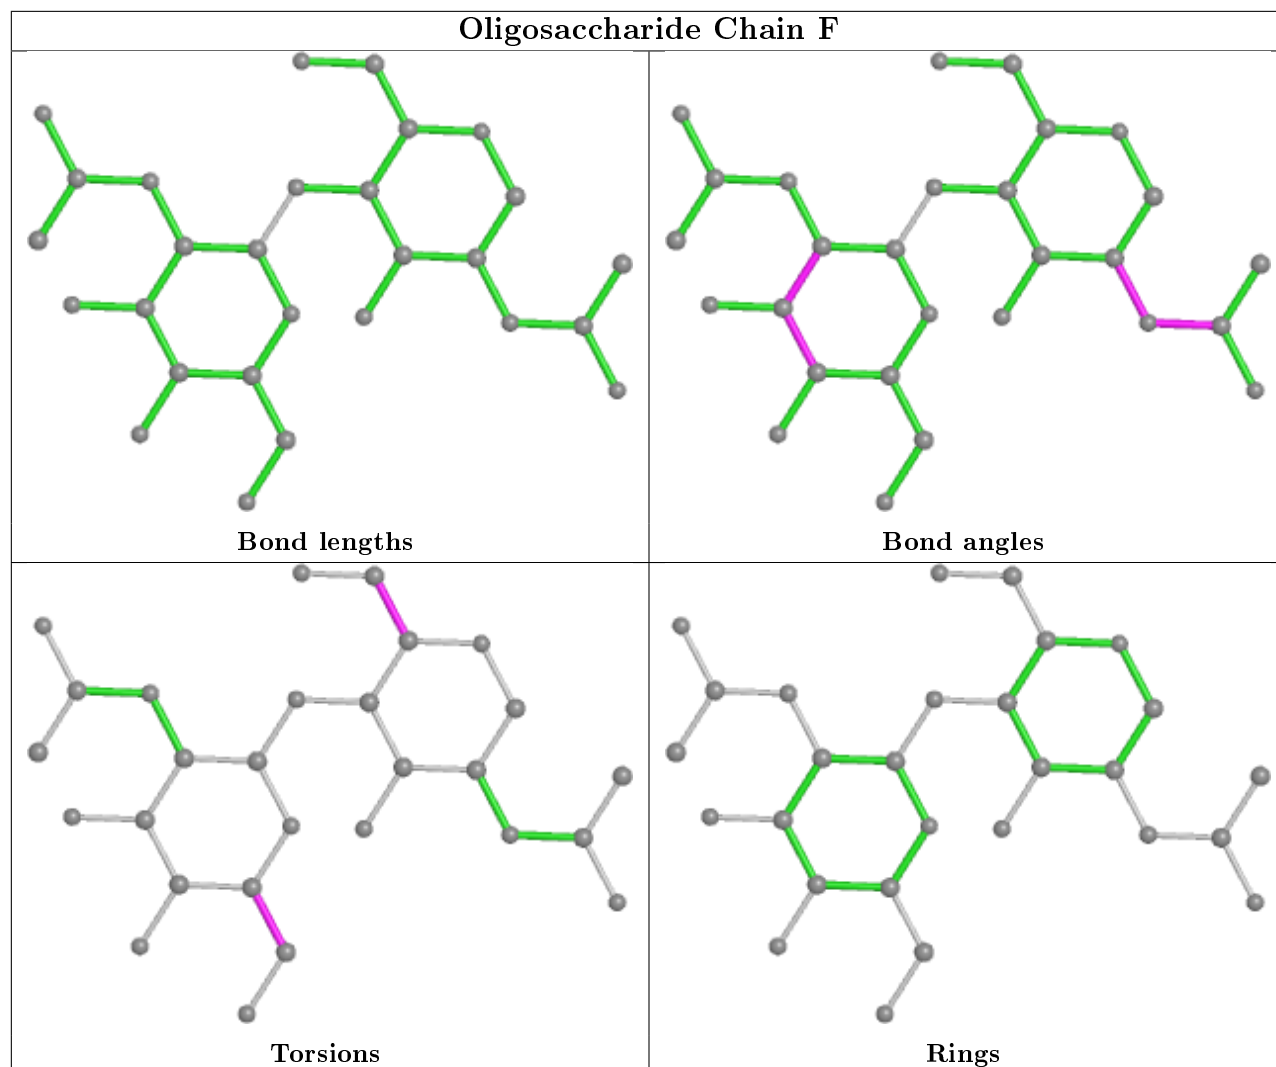 Oligosaccharide Chain F
Bond lengths
Bond angles
Torsions
Rings